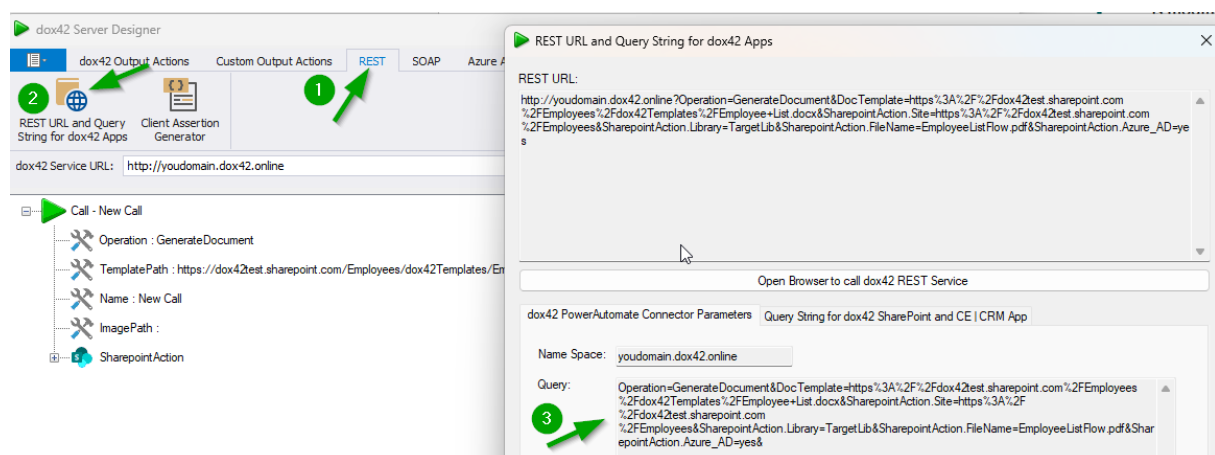 dox42 Server Designer
dox42 Output Actions Custom Output Actions REST SOAP Azure A
1
2
REST URL and Query
String for dox42 Apps
Client Assertion
Generator
dox42 Service URL: http://youdomain.dox42.online
Call - New Call
Operation : GenerateDocument
TemplatePath : https://dox42test.sharepoint.com/Employees/dox42Templates/Em
Name : New Call
ImagePath :
SharepointAction
REST URL and Query String for dox42 Apps
REST URL:
http://youdomain.dox42.online?Operation=GenerateDocument&DocTemplate=https%3A%2F%2Fdox42test.sharepoint.com
%2FEmployees%2Fdox42Templates%2FEmployee+List.docx&SharepointAction.Site=https%3A%2F%2Fdox42test.sharepoint.com
%2FEmployees&SharepointAction.Library=TargetLib&SharepointAction.FileName=EmployeeListFlow.pdf&SharepointAction.Azure_AD=ye
s
Open Browser to call dox42 REST Service
dox42 PowerAutomate Connector Parameters Query String for dox42 SharePoint and CE | CRM App
Name Space: youdomain.dox42.online
Query: Operation=GenerateDocument&DocTemplate=https%3A%2F%2Fdox42test.sharepoint.com%2FEmployees
%2Fdox42Templates%2FEmployee+List.docx&SharepointAction.Site=https%3A%2F
%2Fdox42test.sharepoint.com
%2FEmployees&SharepointAction.Library=TargetLib&SharepointAction.FileName=EmployeeListFlow.pdf&Shar
epointAction.Azure_AD=yes&
3